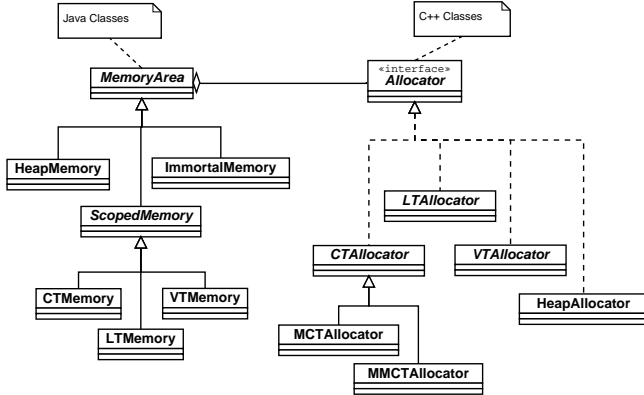 Java Classes
C++ Classes
MemoryArea
«interface»
Allocator
HeapMemory
ImmortalMemory
LTAllocator
ScopedMemory
CTAllocator
VTAllocator
CTMemory
VTMemory
HeapAllocator
LTMemory
MCTAllocator
MMCTAllocator